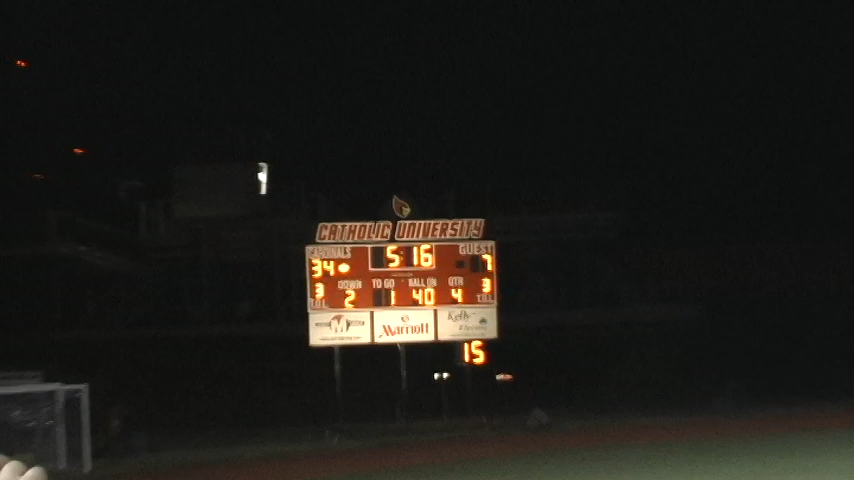 CATHOLIC UNIVERSITY
CARDINALS 5:16 GUEST
34 7
DOWN TO GO BALL ON QTR
3 2 1 40 4 3
T.O.L. T.O.L.
M Marriott Kelly
15